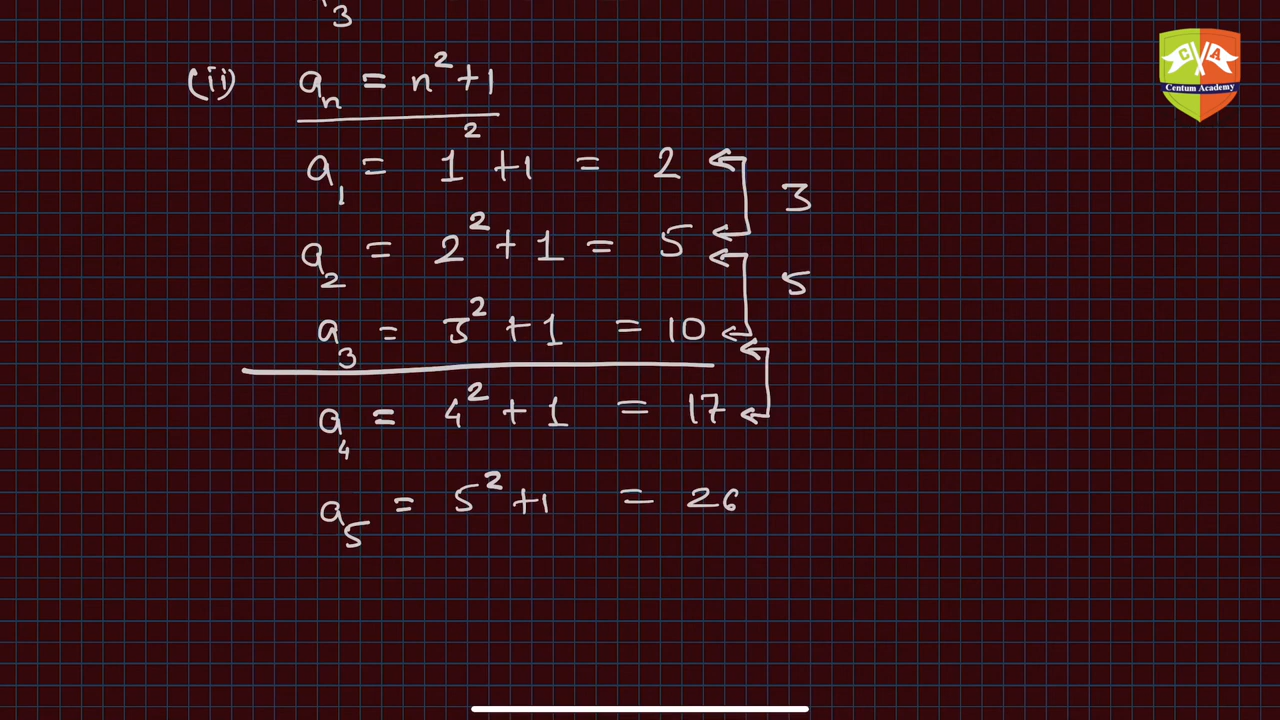 3
(ii) aₙ = n² + 1
a₁ = 1² + 1 = 2
3
a₂ = 2² + 1 = 5
5
a₃ = 3² + 1 = 10
a₄ = 4² + 1 = 17
a₅ = 5² + 1 = 26
C A
Centum Academy